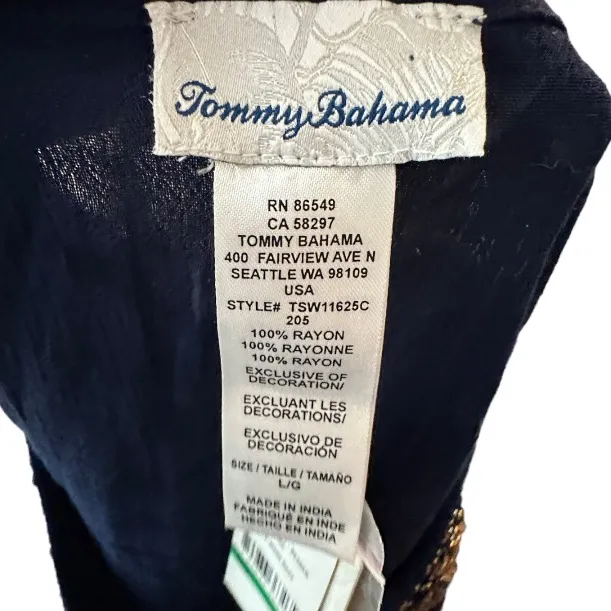 Tommy Bahama
RN 86549
CA 58297
TOMMY BAHAMA
400 FAIRVIEW AVE N
SEATTLE WA 98109
USA
STYLE# TSW11625C
205
100% RAYON
100% RAYONNE
100% RAYON
EXCLUSIVE OF
DECORATION/
EXCLUANT LES
DECORATIONS/
EXCLUSIVO DE
DECORACIÓN
SIZE / TAILLE / TAMAÑO
L/G
MADE IN INDIA
FABRIQUÉ EN INDE
HECHO EN INDIA